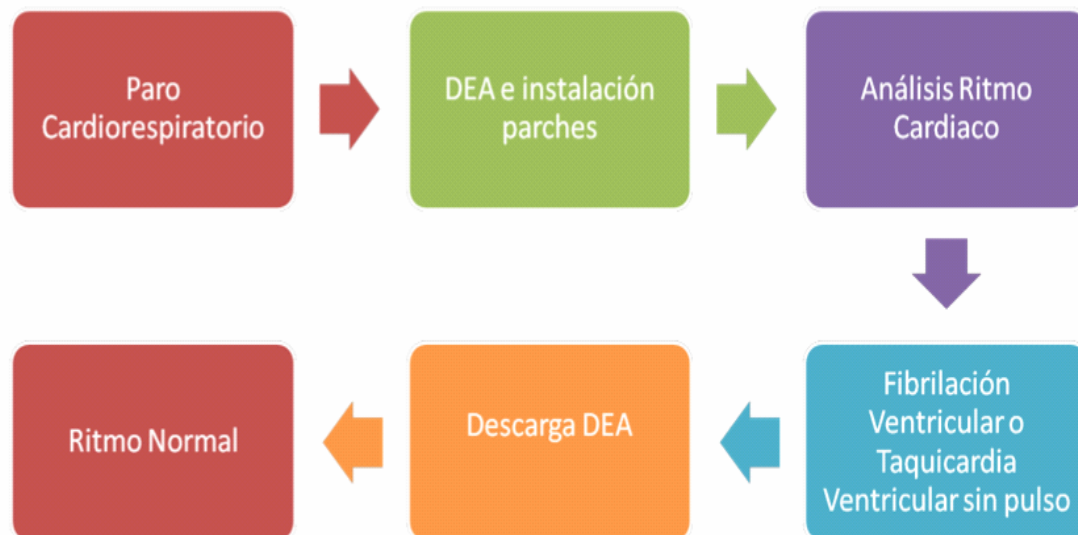 Paro
Cardiorespiratorio
DEA e instalación
parches
Análisis Ritmo
Cardiaco
Fibrilación
Ventricular o
Taquicardia
Ventricular sin pulso
Descarga DEA
Ritmo Normal